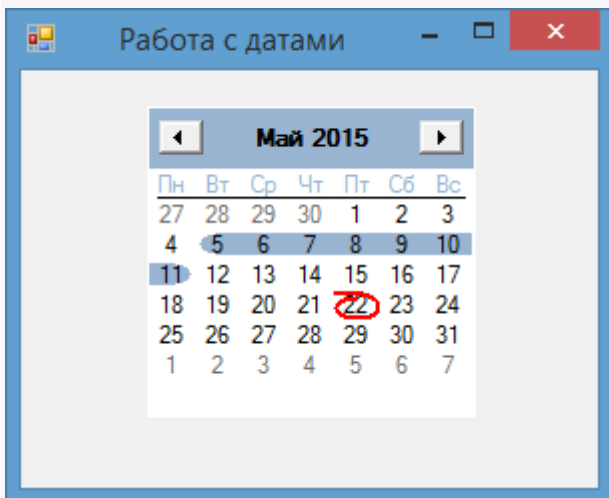 Работа с датами
Май 2015
Пн Вт Ср Чт Пт Сб Вс
27 28 29 30 1 2 3
4 5 6 7 8 9 10
11 12 13 14 15 16 17
18 19 20 21 22 23 24
25 26 27 28 29 30 31
1 2 3 4 5 6 7